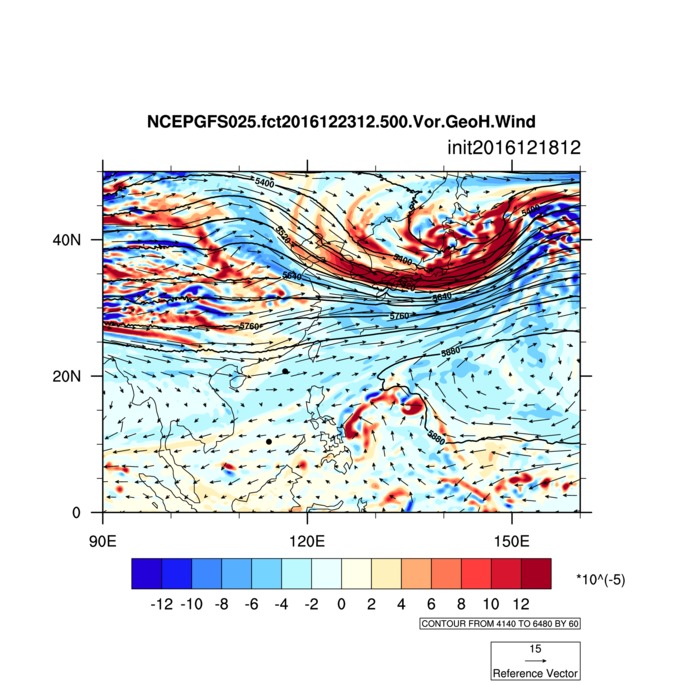 NCEPGFS025.fct2016122312.500.Vor.GeoH.Wind
init2016121812
5400
5520
5400
5400
40N
5640
5640
5760
5760
5880
20N
5880
0
90E 120E 150E
-12 -10 -8 -6 -4 -2 0 2 4 6 8 10 12
*10^(-5)
CONTOUR FROM 4140 TO 6480 BY 60
15
Reference Vector